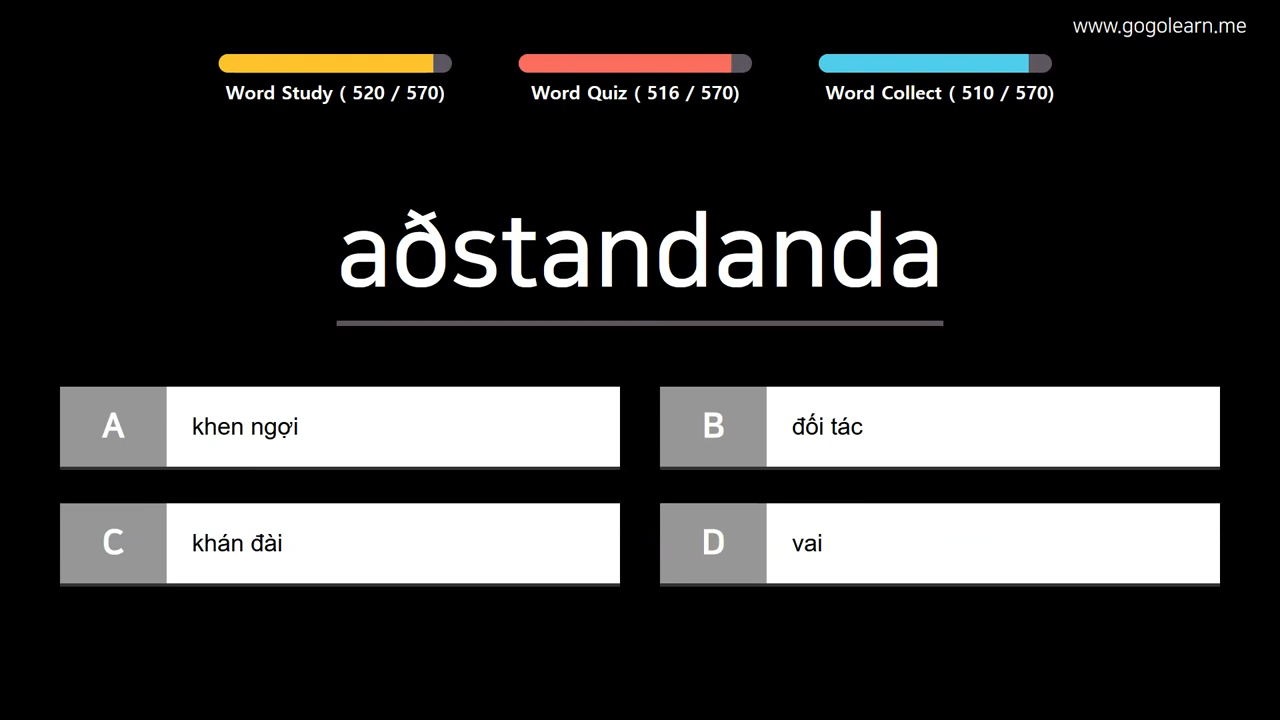 www.gogolearn.me
Word Study ( 520 / 570)
Word Quiz ( 516 / 570)
Word Collect ( 510 / 570)
aðstandanda
A khen ngợi
B đối tác
C khán đài
D vai